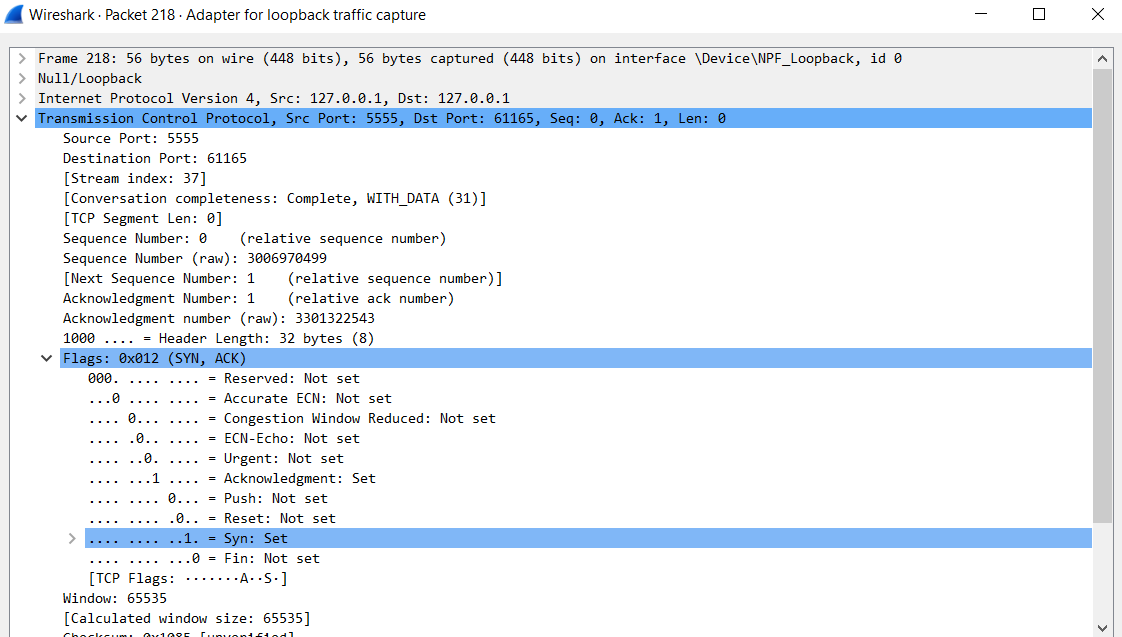 Wireshark · Packet 218 · Adapter for loopback traffic capture
Frame 218: 56 bytes on wire (448 bits), 56 bytes captured (448 bits) on interface \Device\NPF_Loopback, id 0
Null/Loopback
Internet Protocol Version 4, Src: 127.0.0.1, Dst: 127.0.0.1
Transmission Control Protocol, Src Port: 5555, Dst Port: 61165, Seq: 0, Ack: 1, Len: 0
Source Port: 5555
Destination Port: 61165
[Stream index: 37]
[Conversation completeness: Complete, WITH_DATA (31)]
[TCP Segment Len: 0]
Sequence Number: 0    (relative sequence number)
Sequence Number (raw): 3006970499
[Next Sequence Number: 1    (relative sequence number)]
Acknowledgment Number: 1    (relative ack number)
Acknowledgment number (raw): 3301322543
1000 .... = Header Length: 32 bytes (8)
Flags: 0x012 (SYN, ACK)
000. .... .... = Reserved: Not set
...0 .... .... = Accurate ECN: Not set
.... 0... .... = Congestion Window Reduced: Not set
.... .0.. .... = ECN-Echo: Not set
.... ..0. .... = Urgent: Not set
.... ...1 .... = Acknowledgment: Set
.... .... 0... = Push: Not set
.... .... .0.. = Reset: Not set
.... .... ..1. = Syn: Set
.... .... ...0 = Fin: Not set
[TCP Flags: ·······A··S·]
Window: 65535
[Calculated window size: 65535]
Checksum: 0x1085 [unverified]